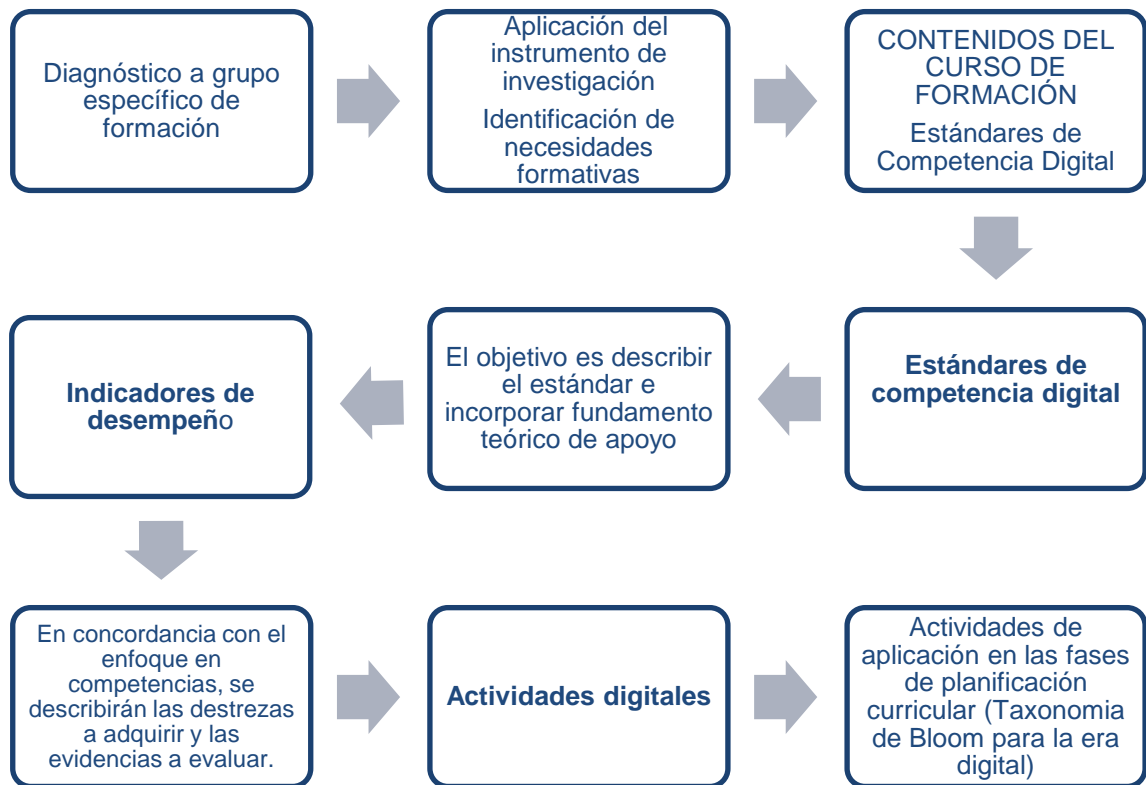 Diagnóstico a grupo
específico de
formación
Aplicación del
instrumento de
investigación
Identificación de
necesidades
formativas
CONTENIDOS DEL
CURSO DE
FORMACIÓN
Estándares de
Competencia Digital
Estándares de
competencia digital
El objetivo es describir
el estándar e
incorporar fundamento
teórico de apoyo
Indicadores de
desempeño
En concordancia con el
enfoque en
competencias, se
describirán las destrezas
a adquirir y las
evidencias a evaluar.
Actividades digitales
Actividades de
aplicación en las fases
de planificación
curricular (Taxonomia
de Bloom para la era
digital)